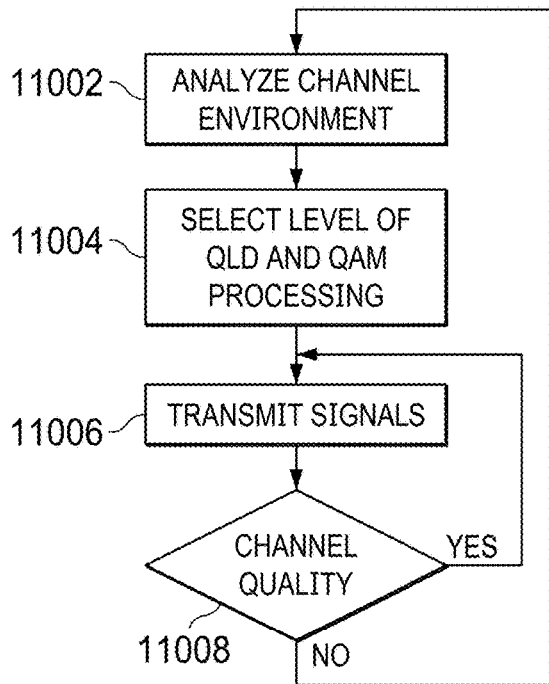 11002
ANALYZE CHANNEL
ENVIRONMENT
11004
SELECT LEVEL OF
QLD AND QAM
PROCESSING
11006
TRANSMIT SIGNALS
CHANNEL
QUALITY
YES
11008
NO